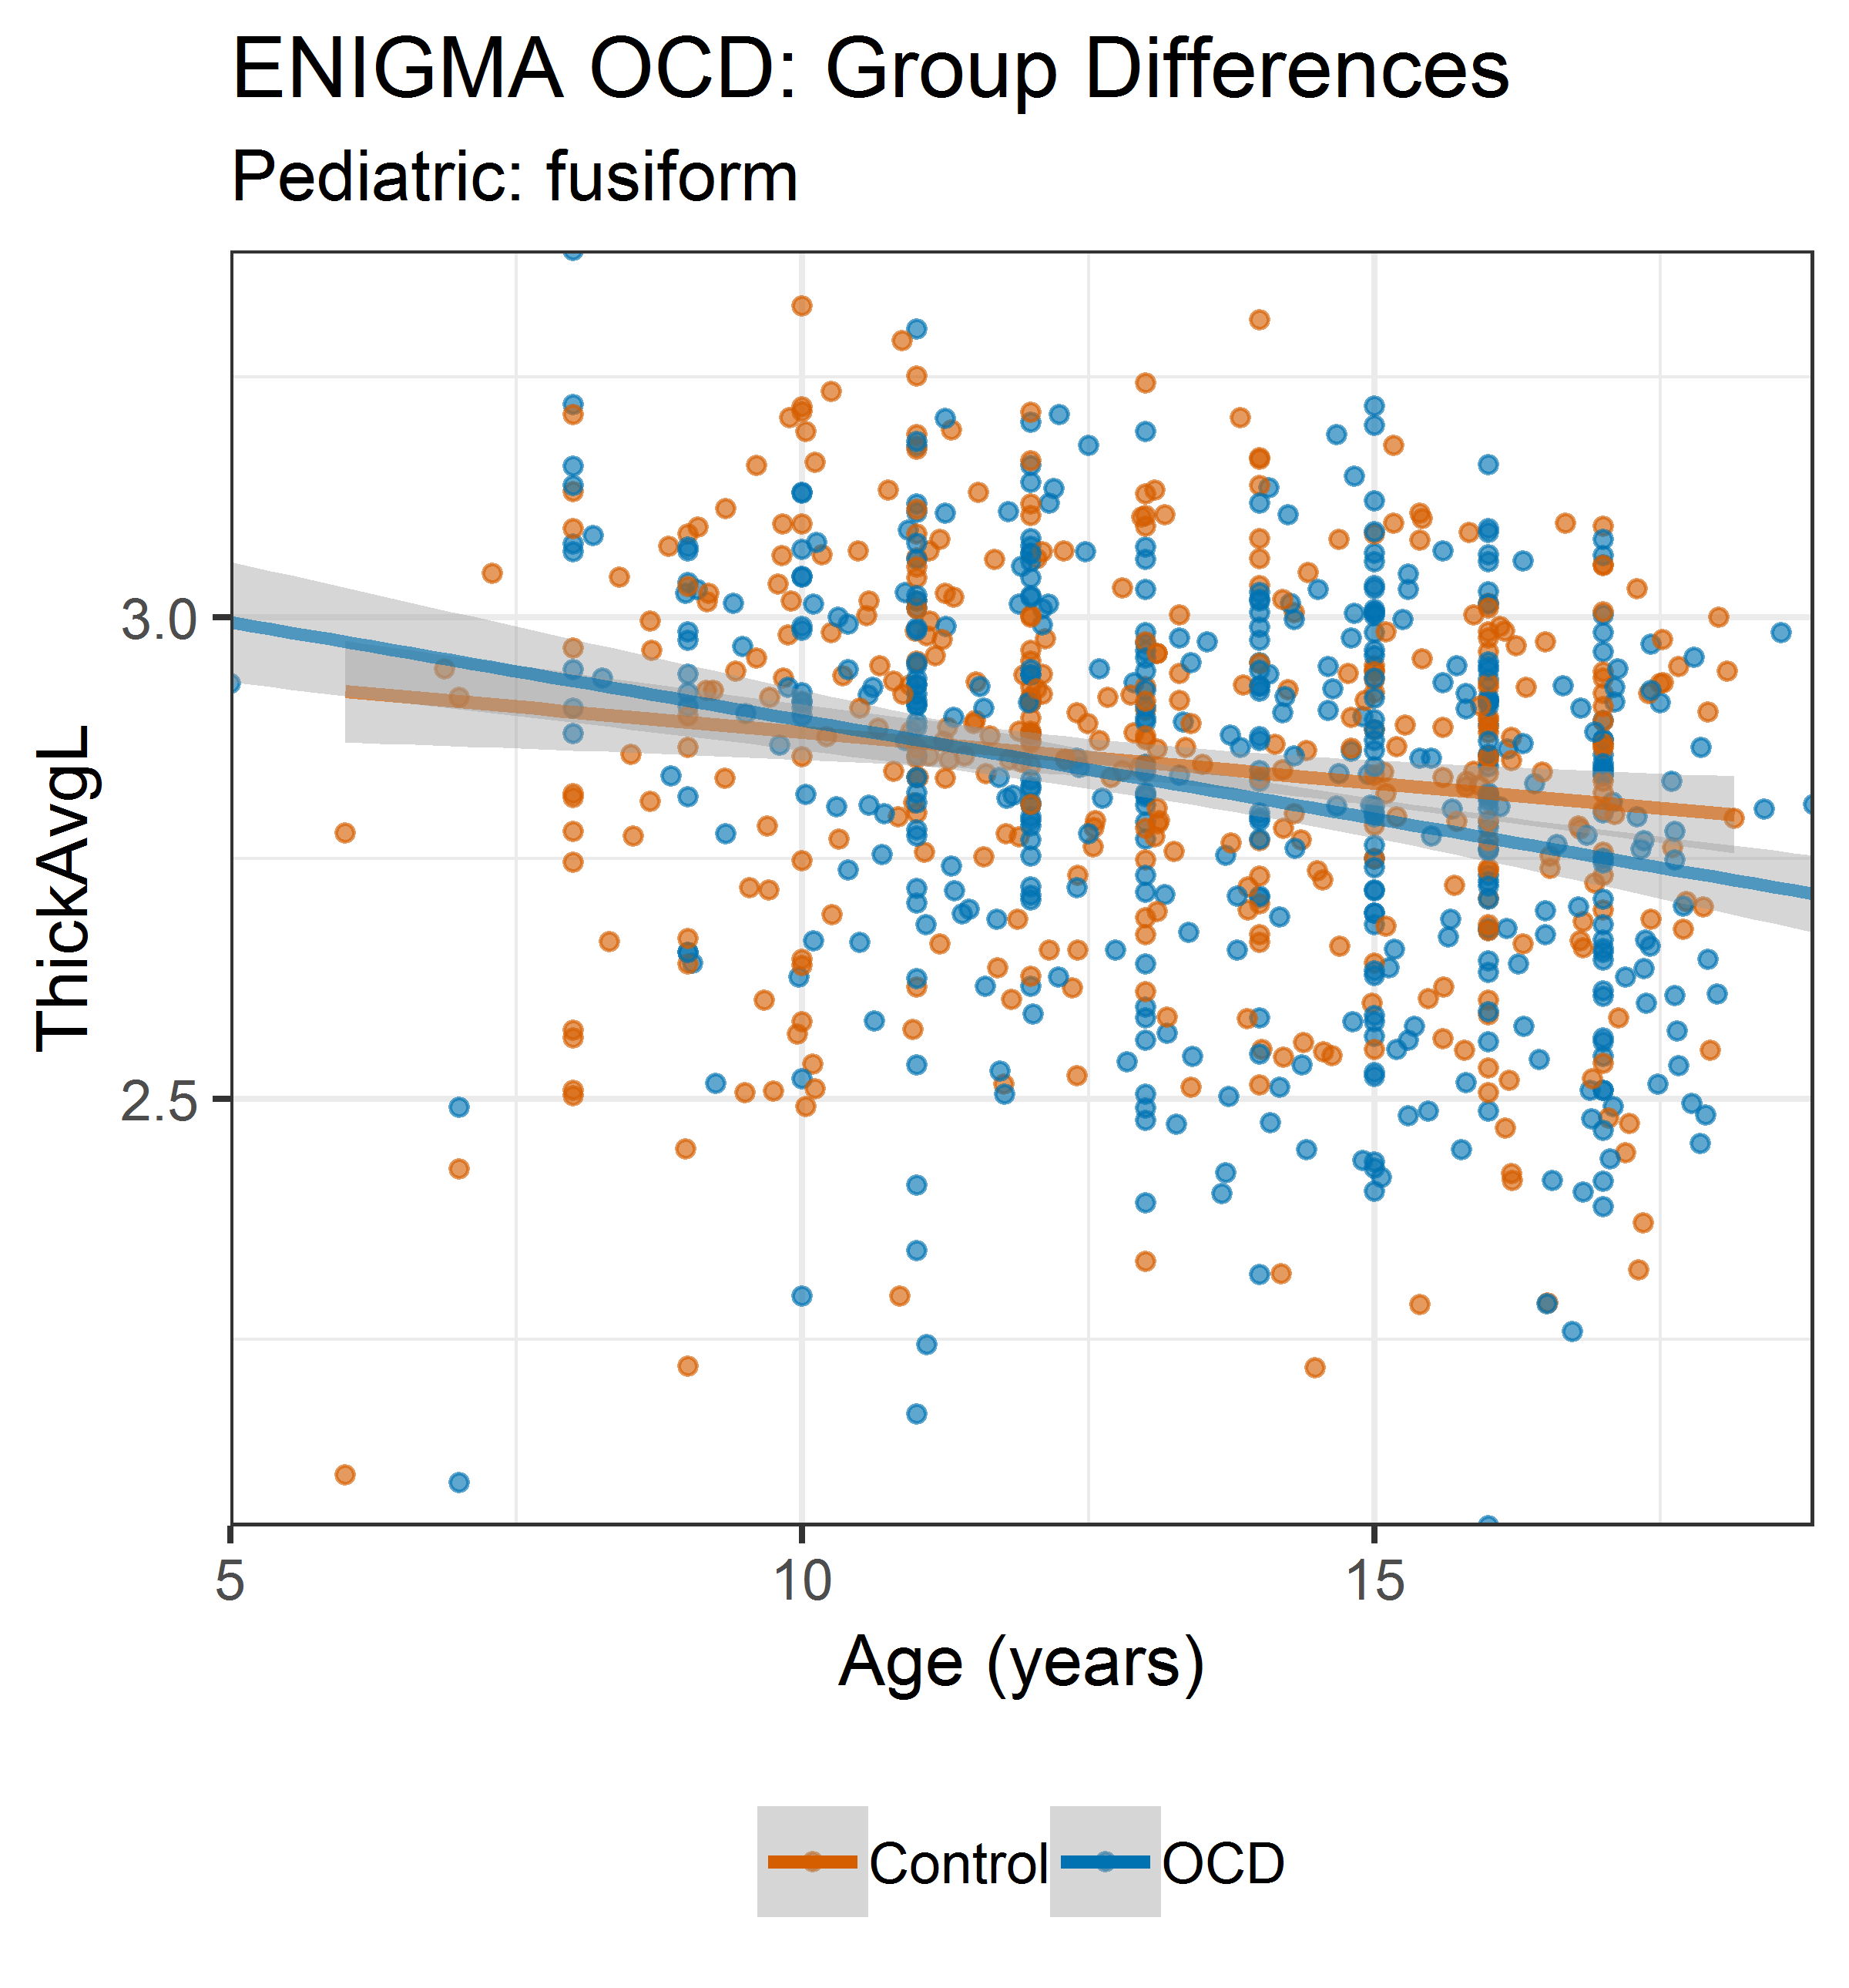 ENIGMA OCD: Group Differences
Pediatric: fusiform
ThickAvgL
3.0
2.5
5 10 15
Age (years)
Control OCD